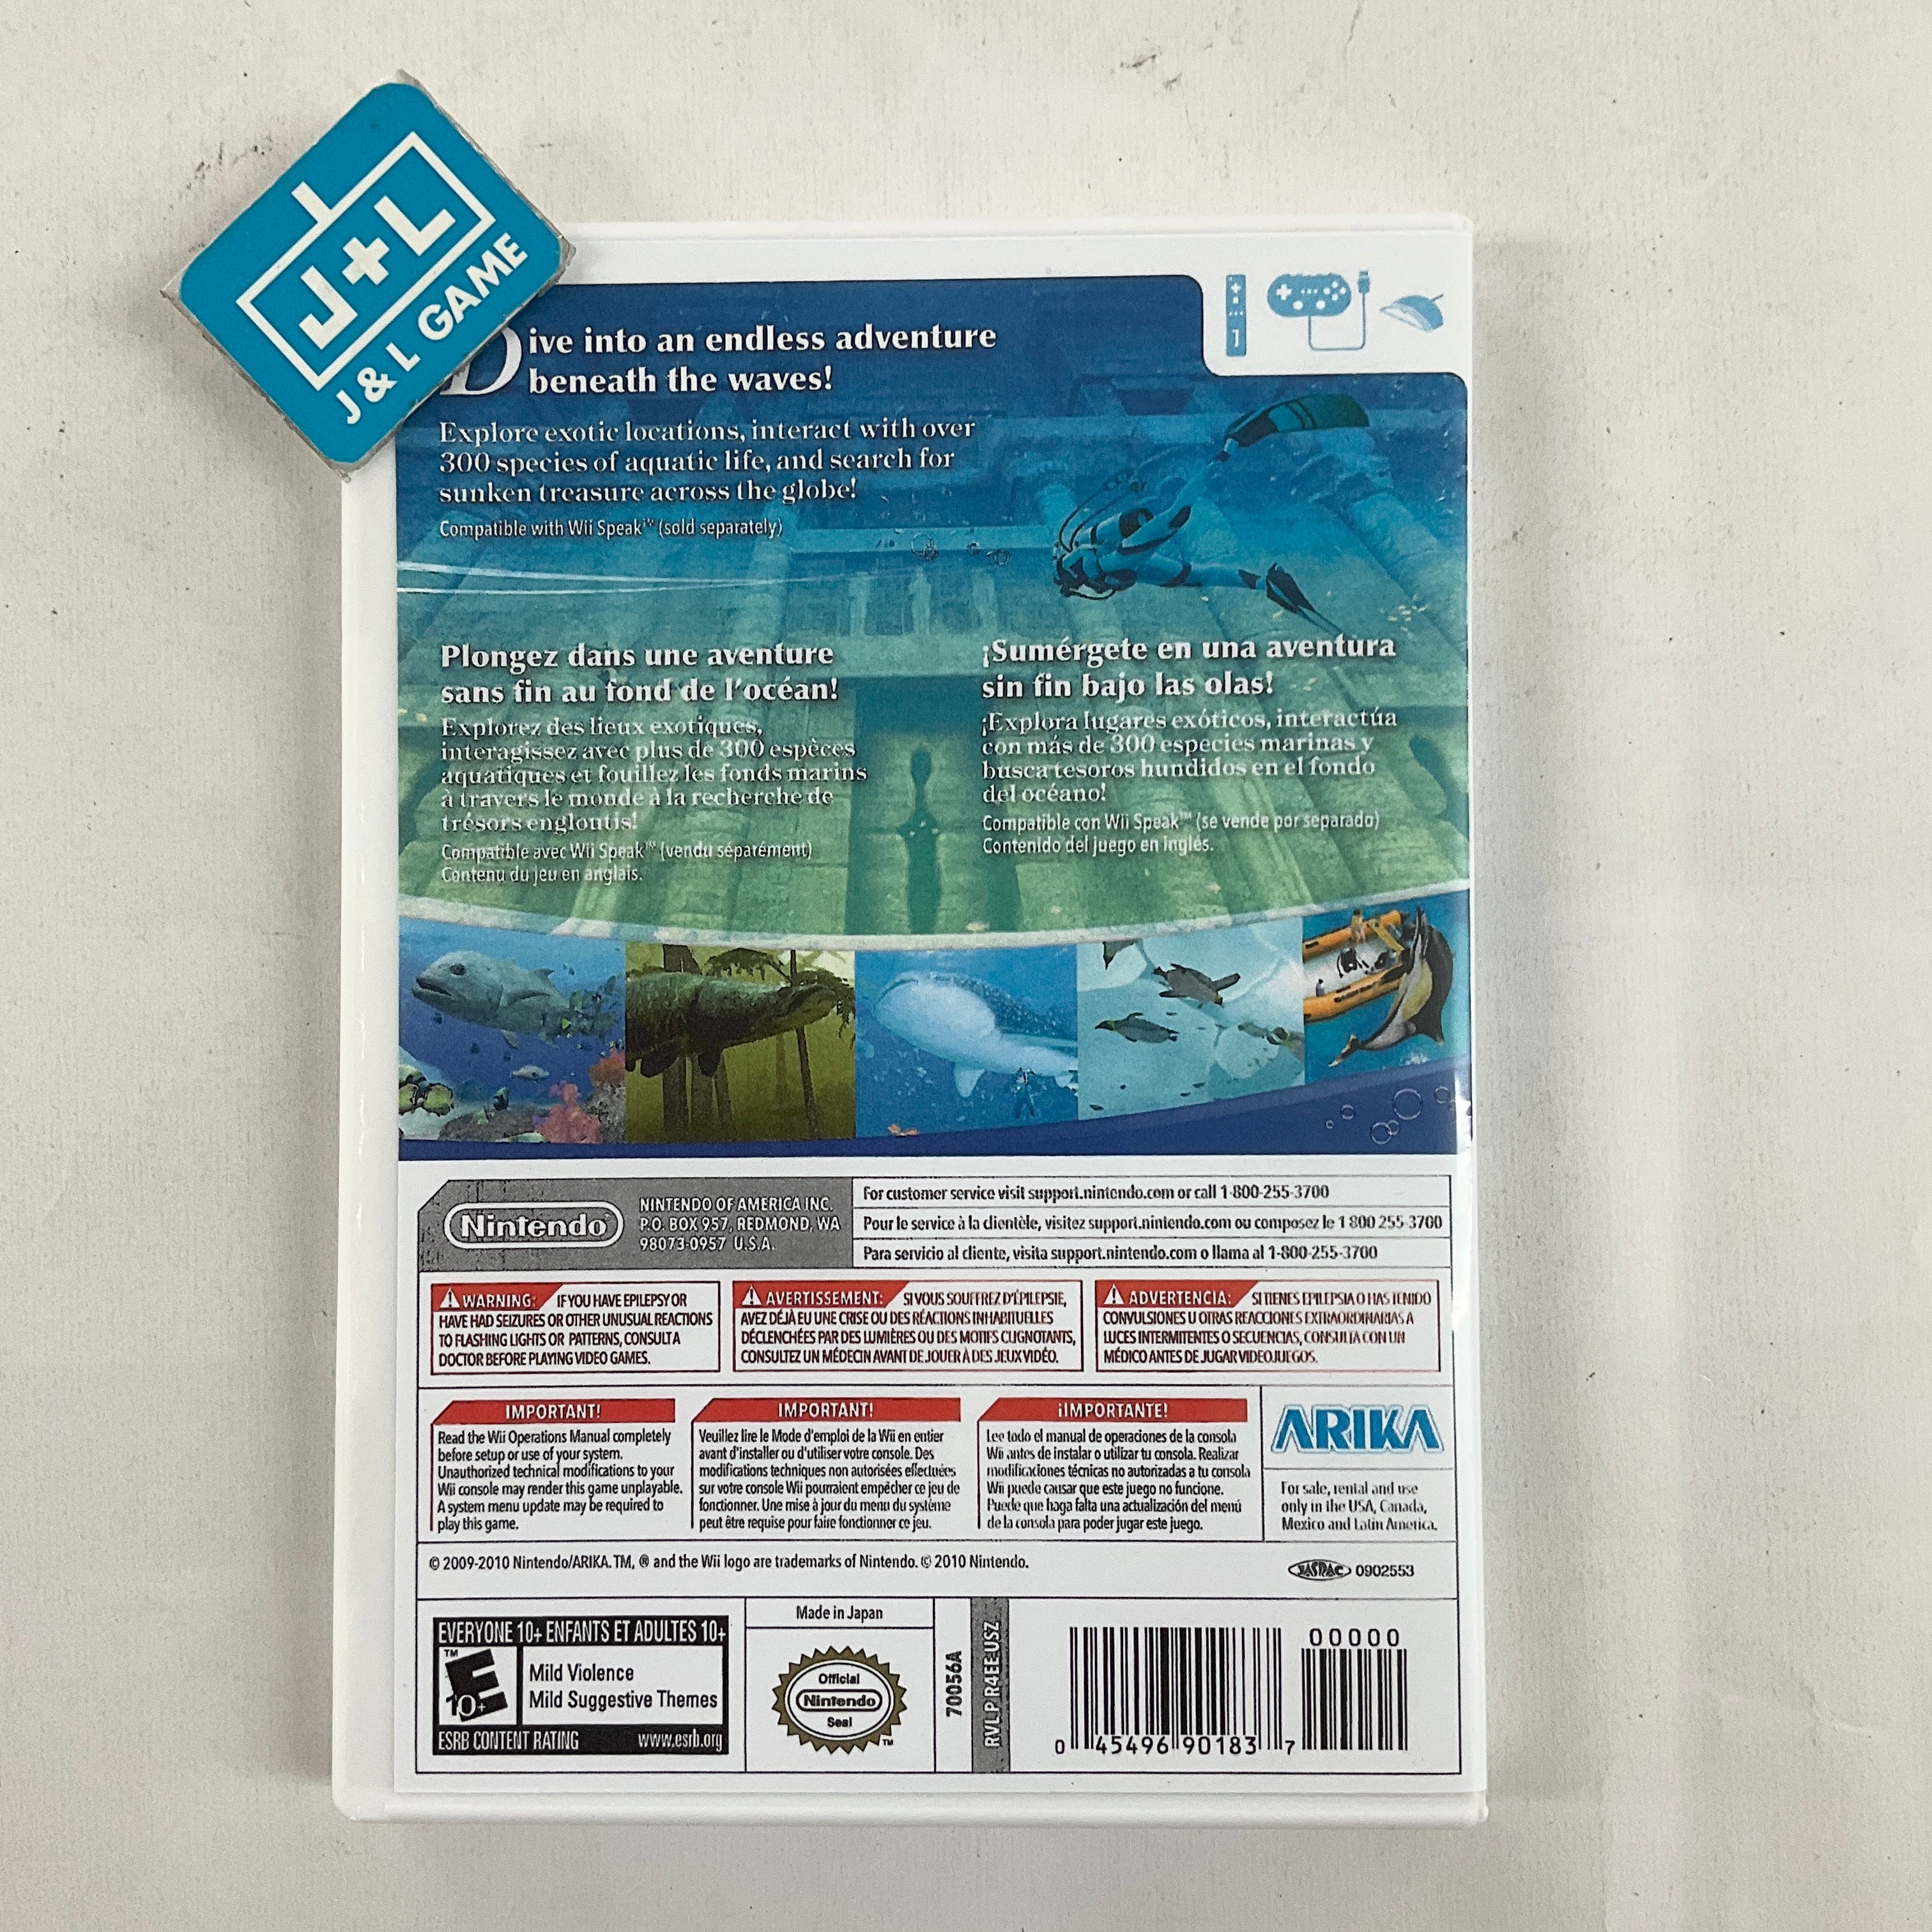 J+L
J & L GAME
Dive into an endless adventure
beneath the waves!
Explore exotic locations, interact with over
300 species of aquatic life, and search for
sunken treasure across the globe!
Compatible with Wii Speak™ (sold separately)
Plongez dans une aventure
sans fin au fond de l'océan!
Explorez des lieux exotiques,
interagissez avec plus de 300 espèces
aquatiques et fouillez les fonds marins
à travers le monde à la recherche de
trésors engloutis!
Compatible avec Wii Speak™ (vendu séparément)
Contenu du jeu en anglais.
¡Sumérgete en una aventura
sin fin bajo las olas!
¡Explora lugares exóticos, interactúa
con más de 300 especies marinas y
busca tesoros hundidos en el fondo
del océano!
Compatible con Wii Speak™ (se vende por separado)
Contenido del juego en inglés.
1
Nintendo
NINTENDO OF AMERICA INC.
P.O. BOX 957, REDMOND, WA
98073-0957 U.S.A.
For customer service visit support.nintendo.com or call 1-800-255-3700
Pour le service à la clientèle, visitez support.nintendo.com ou composez le 1 800 255-3700
Para servicio al cliente, visita support.nintendo.com o llama al 1-800-255-3700
WARNING: IF YOU HAVE EPILEPSY OR
HAVE HAD SEIZURES OR OTHER UNUSUAL REACTIONS
TO FLASHING LIGHTS OR PATTERNS, CONSULT A
DOCTOR BEFORE PLAYING VIDEO GAMES.
AVERTISSEMENT: SI VOUS SOUFFREZ D'ÉPILEPSIE,
AVEZ DÉJÀ EU UNE CRISE OU DES RÉACTIONS INHABITUELLES
DÉCLENCHÉES PAR DES LUMIÈRES OU DES MOTIFS CLIGNOTANTS,
CONSULTEZ UN MÉDECIN AVANT DE JOUER À DES JEUX VIDÉO.
ADVERTENCIA: SI TIENES EPILEPSIA O HAS TENIDO
CONVULSIONES U OTRAS REACCIONES EXTRAORDINARIAS A
LUCES INTERMITENTES O SECUENCIAS, CONSULTA CON UN
MÉDICO ANTES DE JUGAR VIDEOJUEGOS.
IMPORTANT!
Read the Wii Operations Manual completely
before setup or use of your system.
Unauthorized technical modifications to your
Wii console may render this game unplayable.
A system menu update may be required to
play this game.
IMPORTANT!
Veuillez lire le Mode d'emploi de la Wii en entier
avant d'installer ou d'utiliser votre console. Des
modifications techniques non autorisées effectuées
sur votre console Wii pourraient empêcher ce jeu de
fonctionner. Une mise à jour du menu du système
peut être requise pour faire fonctionner ce jeu.
¡IMPORTANTE!
Lee todo el manual de operaciones de la consola
Wii antes de instalar o utilizar tu consola. Realizar
modificaciones técnicas no autorizadas a tu consola
Wii puede causar que este juego no funcione.
Puede que haga falta una actualización del menú
de la consola para poder jugar este juego.
ARIKA
For sale, rental and use
only in the USA, Canada,
Mexico and Latin America.
© 2009-2010 Nintendo/ARIKA. TM, ® and the Wii logo are trademarks of Nintendo. © 2010 Nintendo.
JASRAC 0902553
EVERYONE 10+ ENFANTS ET ADULTES 10+
E 10+ TM
Mild Violence
Mild Suggestive Themes
ESRB CONTENT RATING www.esrb.org
Made in Japan
Official
Nintendo
Seal
TM
70056A
RVL P R4EE USZ
0 45496 90183 7
00000